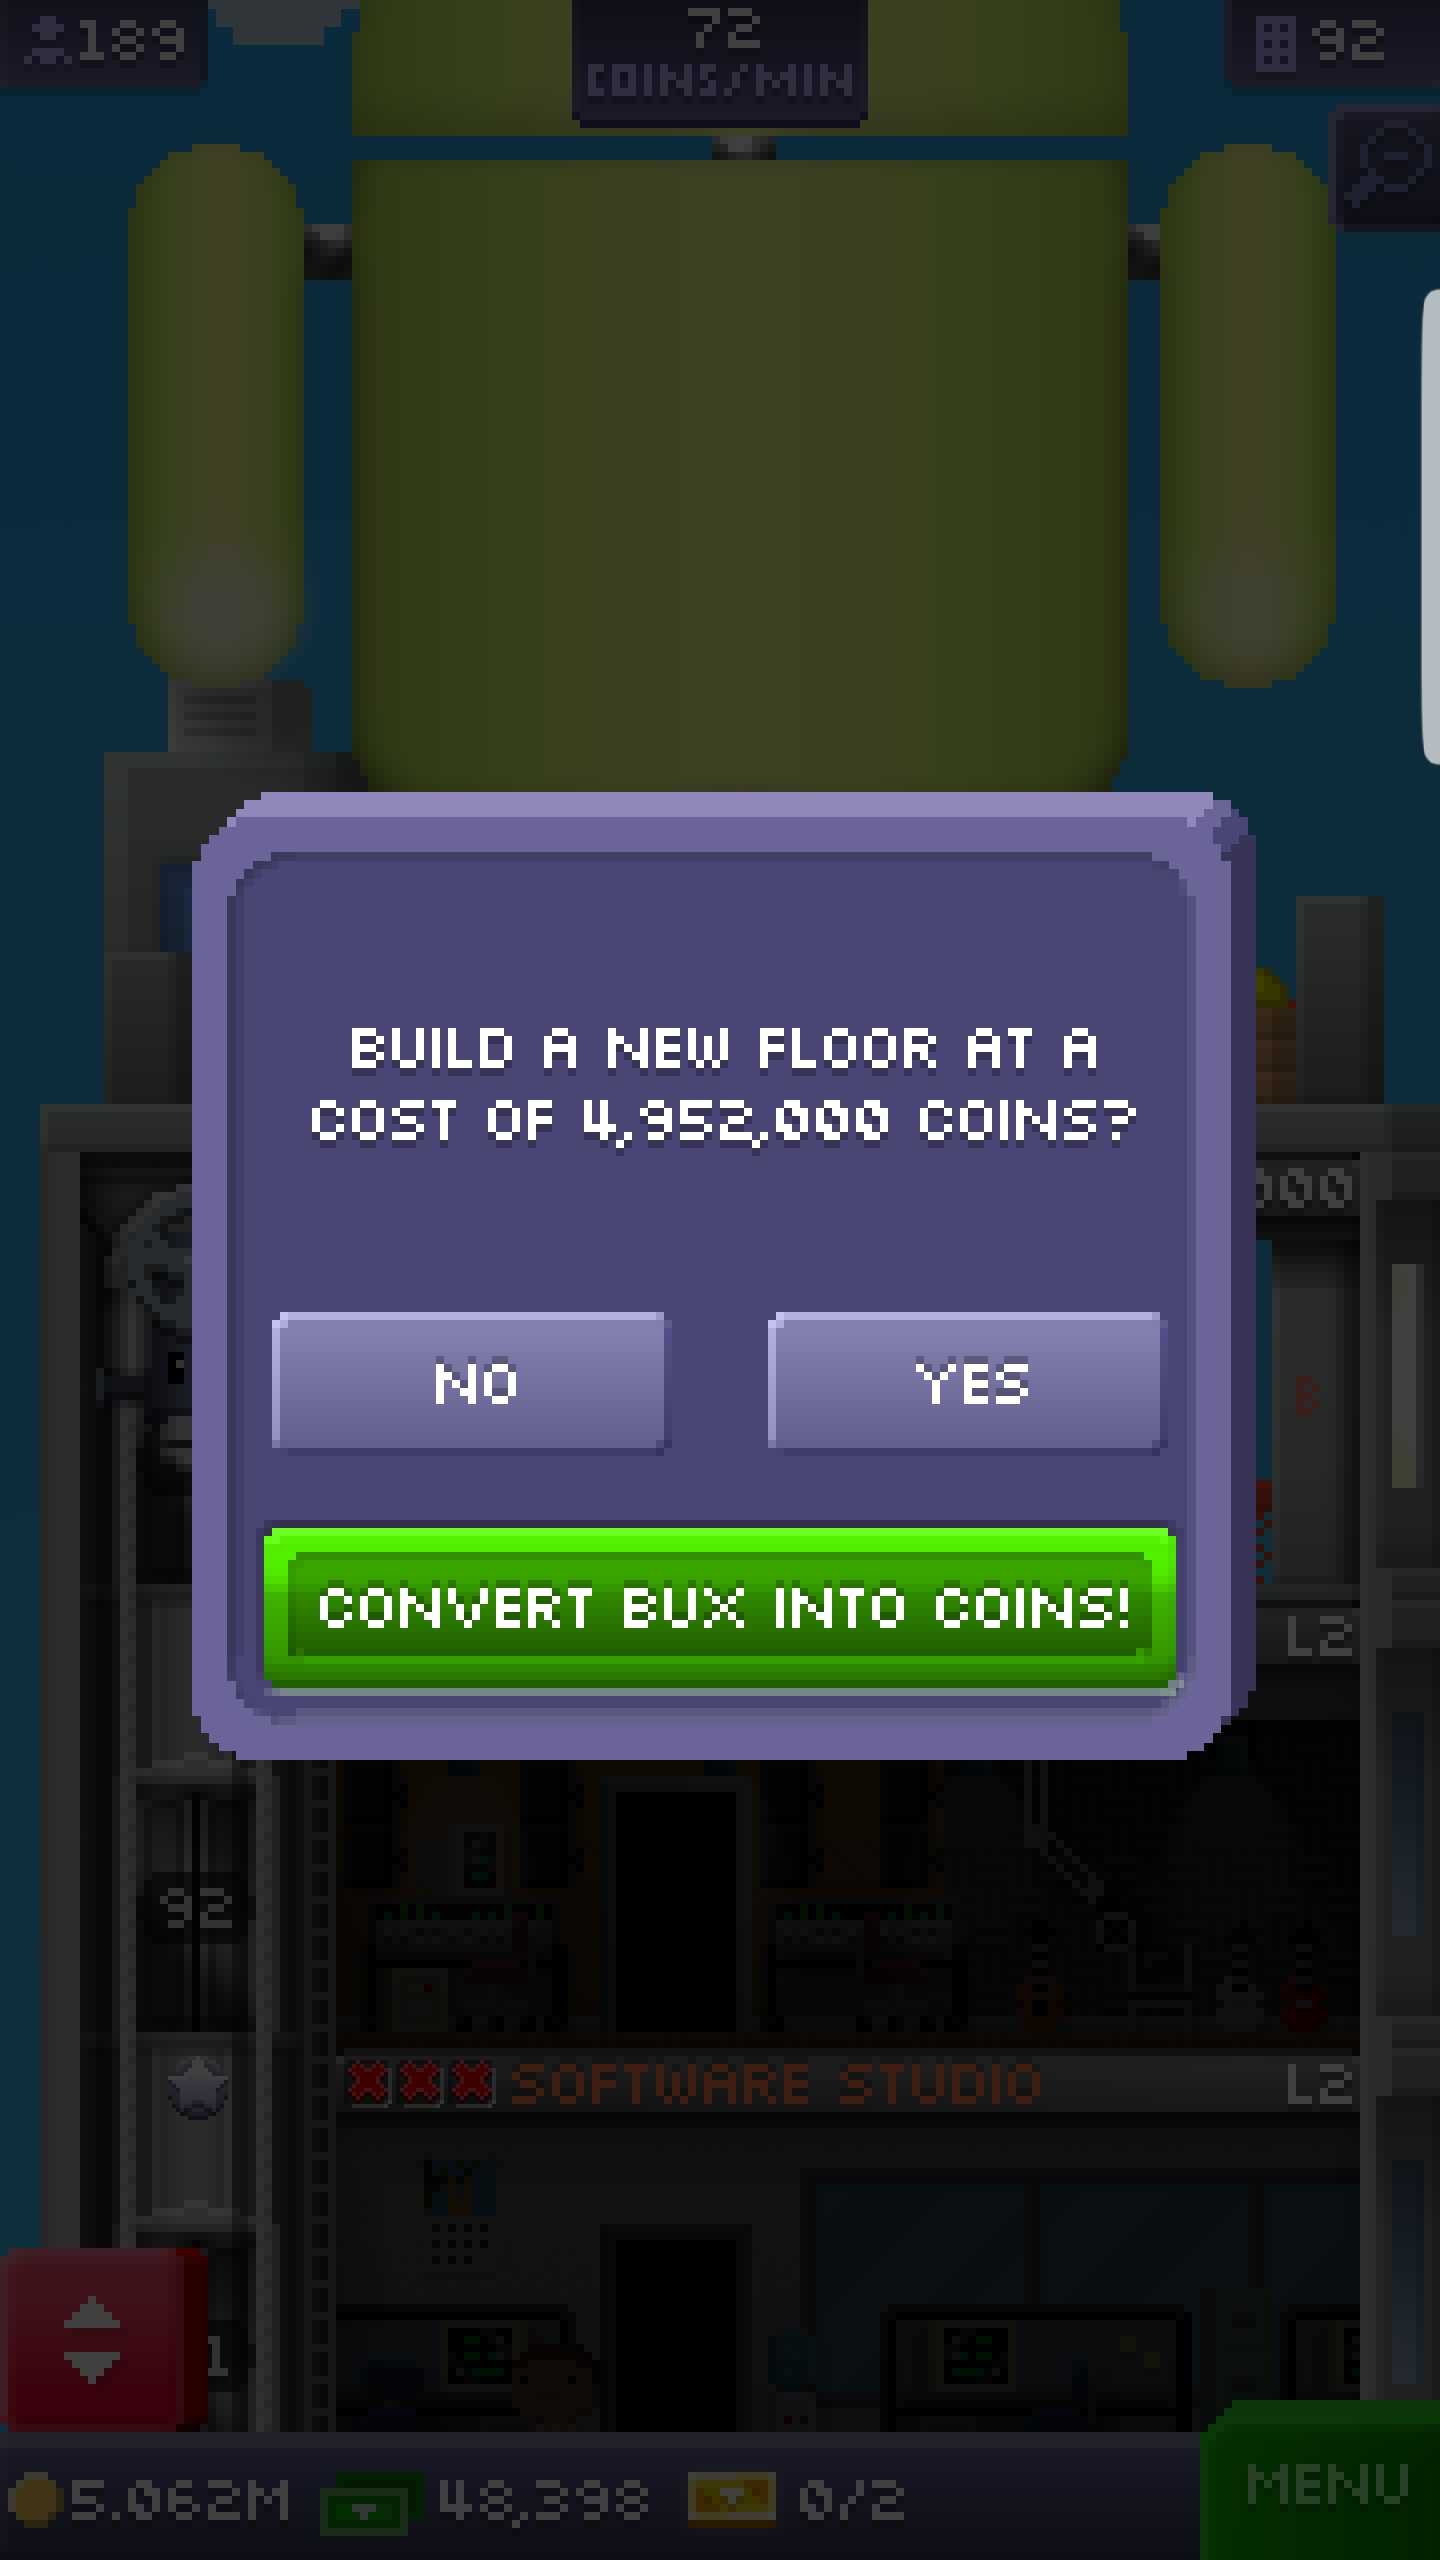 189
72
COINS/MIN
92
BUILD A NEW FLOOR AT A
COST OF 4,952,000 COINS?
NO
YES
B
CONVERT BUX INTO COINS!
L2
92
SOFTWARE STUDIO
L2
5.062M
48,398
0/2
MENU